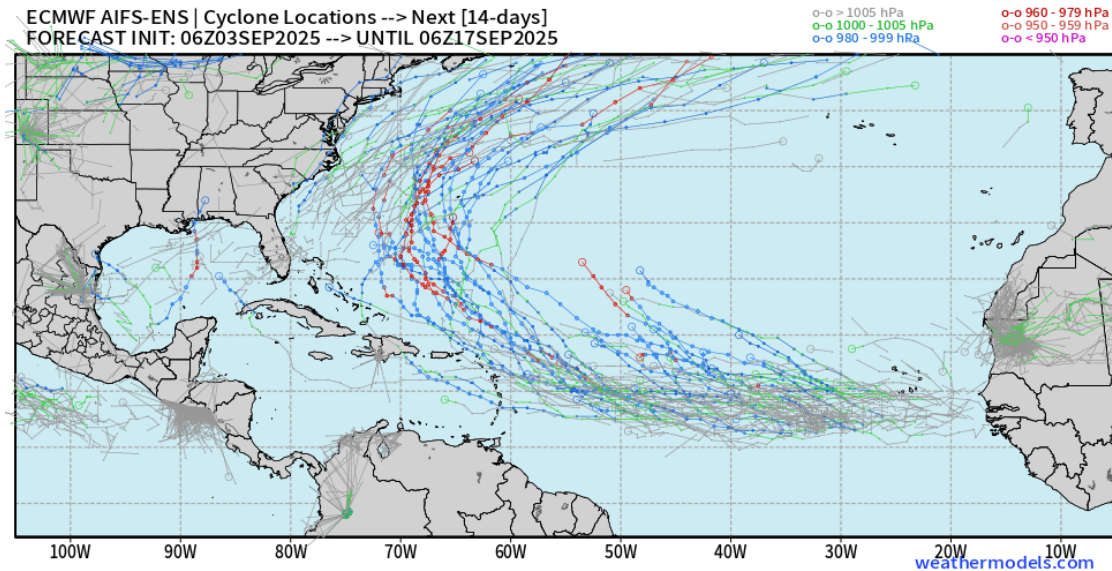 ECMWF AIFS-ENS | Cyclone Locations --> Next [14-days]
FORECAST INIT: 06Z03SEP2025 --> UNTIL 06Z17SEP2025
o-o > 1005 hPa
o-o 1000 - 1005 hPa
o-o 980 - 999 hPa
o-o 960 - 979 hPa
o-o 950 - 959 hPa
o-o < 950 hPa
100W 90W 80W 70W 60W 50W 40W 30W 20W 10W
weathermodels.com